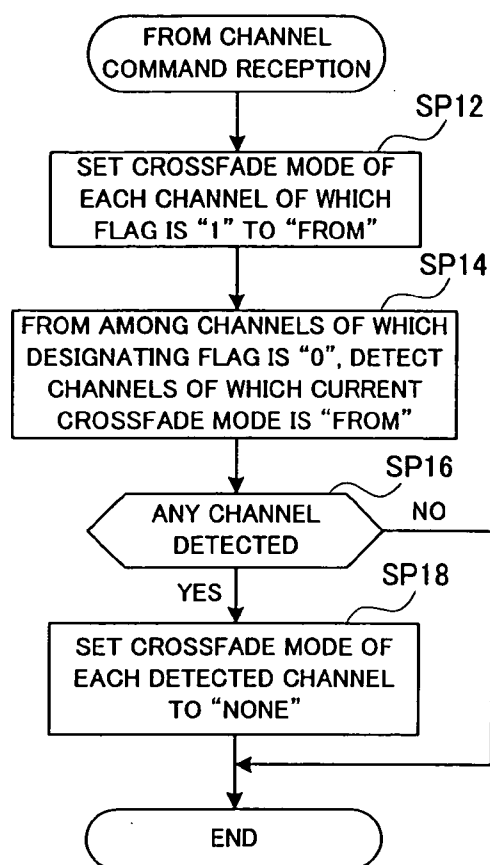 FROM CHANNEL
COMMAND RECEPTION
SP12
SET CROSSFADE MODE OF
EACH CHANNEL OF WHICH
FLAG IS “1” TO “FROM”
SP14
FROM AMONG CHANNELS OF WHICH
DESIGNATING FLAG IS “0”, DETECT
CHANNELS OF WHICH CURRENT
CROSSFADE MODE IS “FROM”
SP16
ANY CHANNEL
DETECTED
NO
YES
SP18
SET CROSSFADE MODE OF
EACH DETECTED CHANNEL
TO “NONE”
END